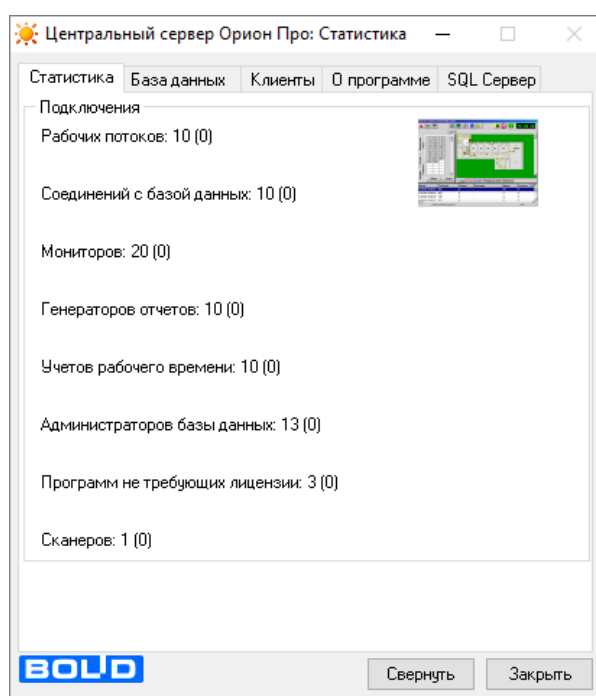 Центральный сервер Орион Про: Статистика
Статистика База данных Клиенты О программе SQL Сервер
Подключения
Рабочих потоков: 10 (0)
Соединений с базой данных: 10 (0)
Мониторов: 20 (0)
Генераторов отчетов: 10 (0)
Учетов рабочего времени: 10 (0)
Администраторов базы данных: 13 (0)
Программ не требующих лицензии: 3 (0)
Сканеров: 1 (0)
BOLID Свернуть Закрыть